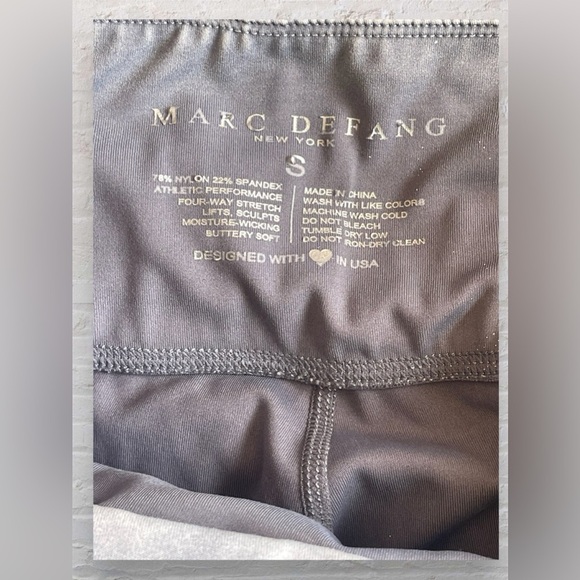 MARC DEFANG
NEW YORK
S
78% NYLON 22% SPANDEX
ATHLETIC PERFORMANCE
FOUR-WAY STRETCH
LIFTS, SCULPTS
MOISTURE-WICKING
BUTTERY SOFT
MADE IN CHINA
WASH WITH LIKE COLORS
MACHINE WASH COLD
DO NOT BLEACH
TUMBLE DRY LOW
DO NOT IRON-DRY CLEAN
DESIGNED WITH ♥ IN USA